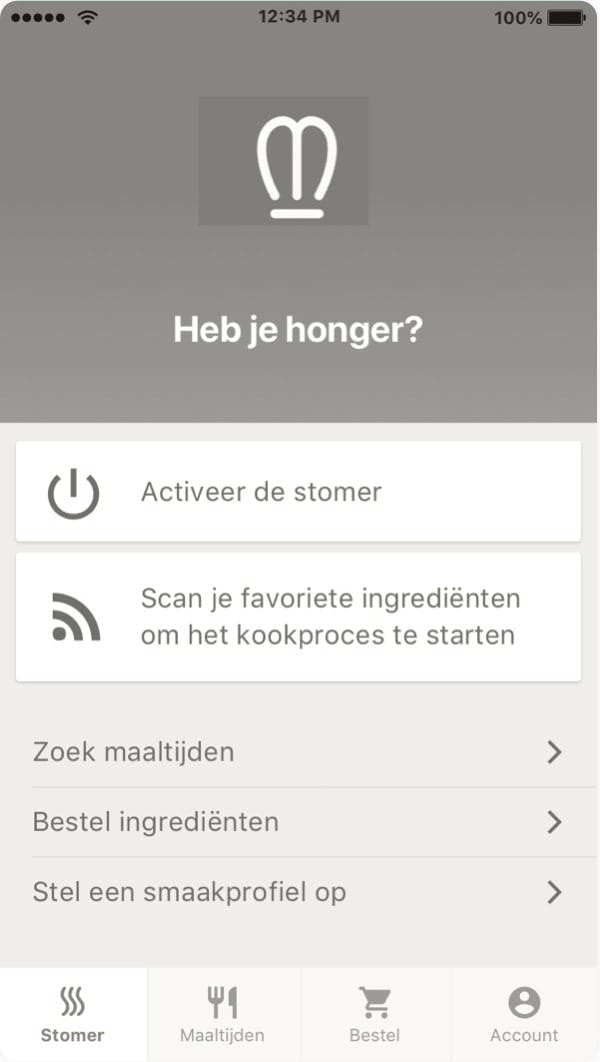 12:34 PM 100%
Heb je honger?
Activeer de stomer
Scan je favoriete ingrediënten
om het kookproces te starten
Zoek maaltijden
Bestel ingrediënten
Stel een smaakprofiel op
Stomer Maaltijden Bestel Account